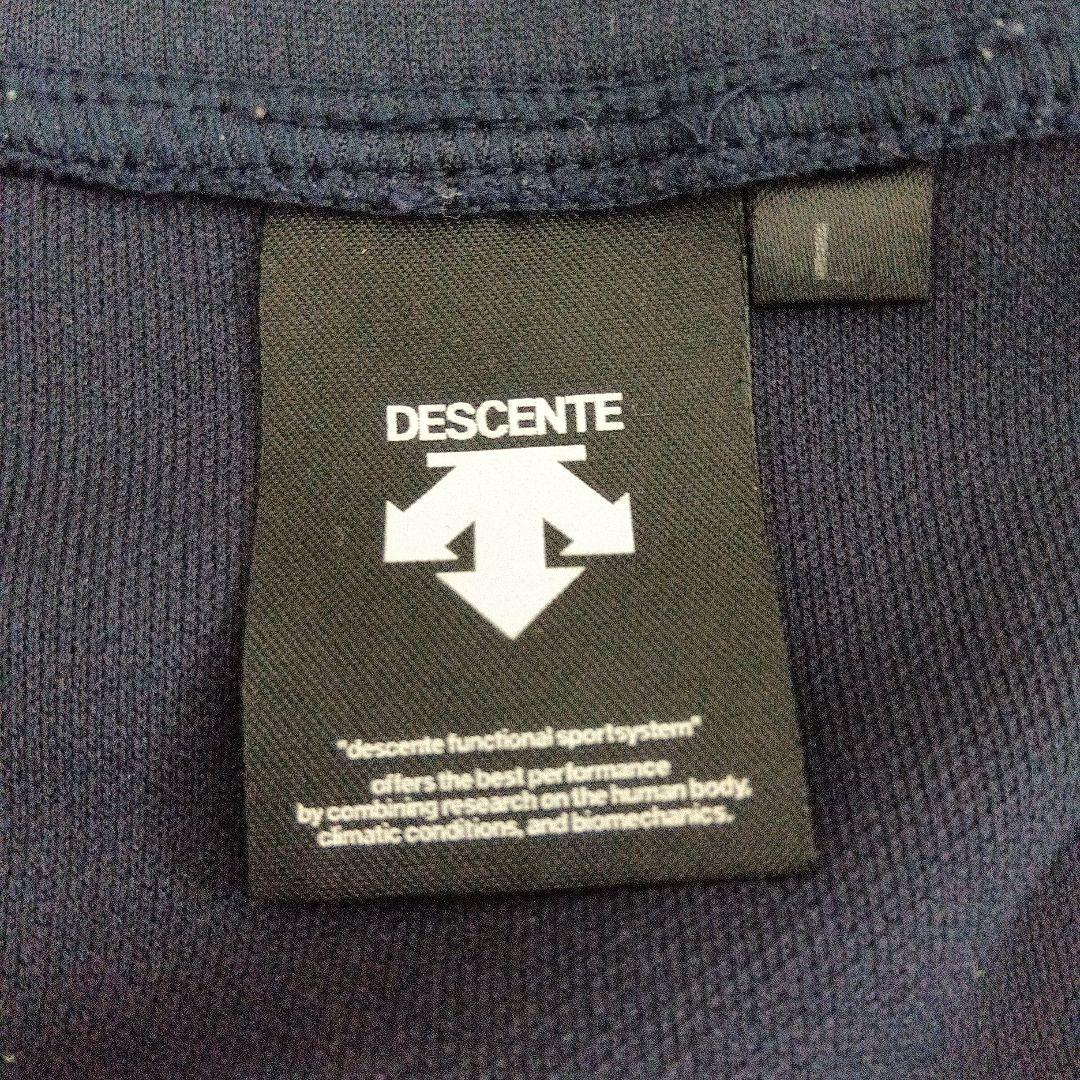 DESCENTE
"descente functional sportsystem"
offers the best performance
by combining research on the human body,
climatic conditions, and biomechanics.